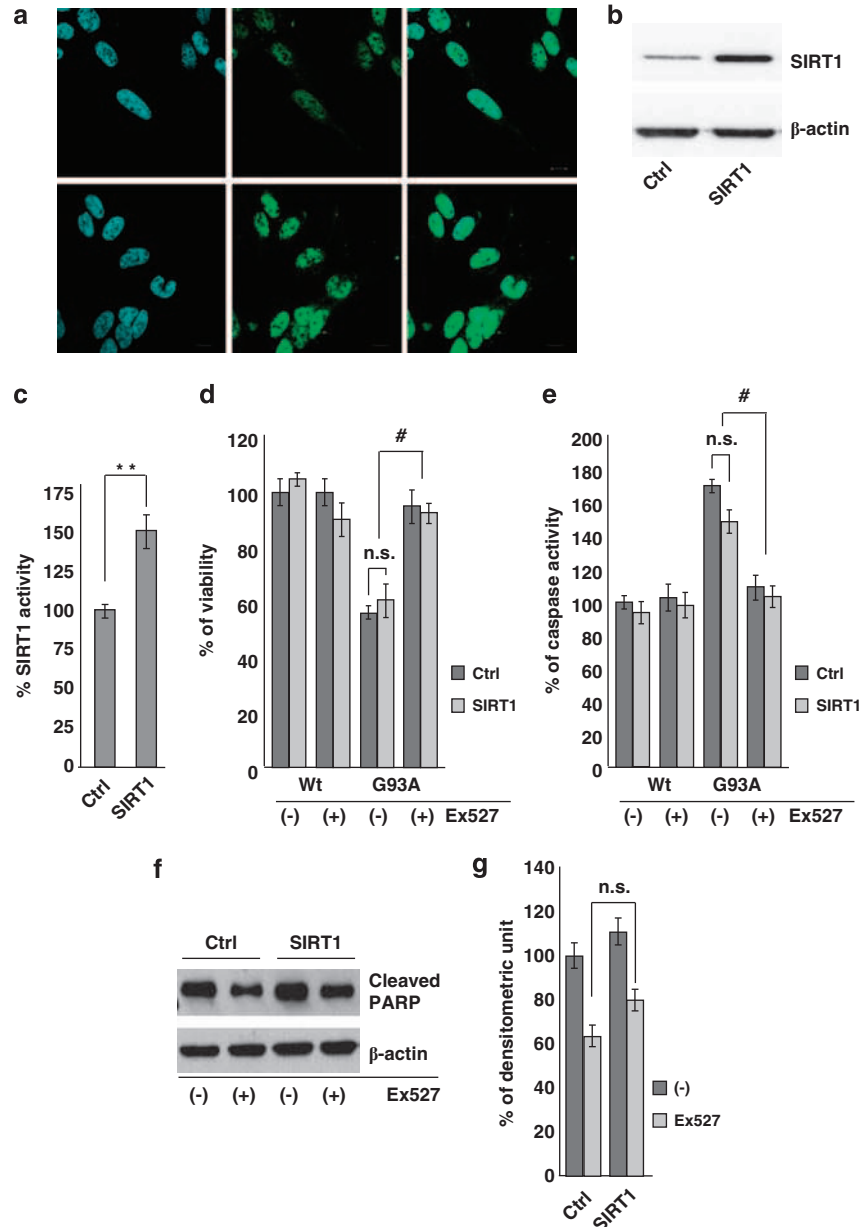 a
b
SIRT1
β-actin
Ctrl
SIRT1
c
* *
% SIRT1 activity
175
150
125
100
75
50
25
0
Ctrl
SIRT1
d
% of viability
120
100
80
60
40
20
0
#
n.s.
Ctrl
SIRT1
Wt G93A
(-) (+) (-) (+) Ex527
e
% of caspase activity
200
180
160
140
120
100
80
60
40
20
0
#
n.s.
Ctrl
SIRT1
Wt G93A
(-) (+) (-) (+) Ex527
f
Ctrl SIRT1
Cleaved
PARP
β-actin
(-) (+) (-) (+) Ex527
g
% of densitometric unit
140
120
100
80
60
40
20
0
n.s.
(-)
Ex527
Ctrl
SIRT1